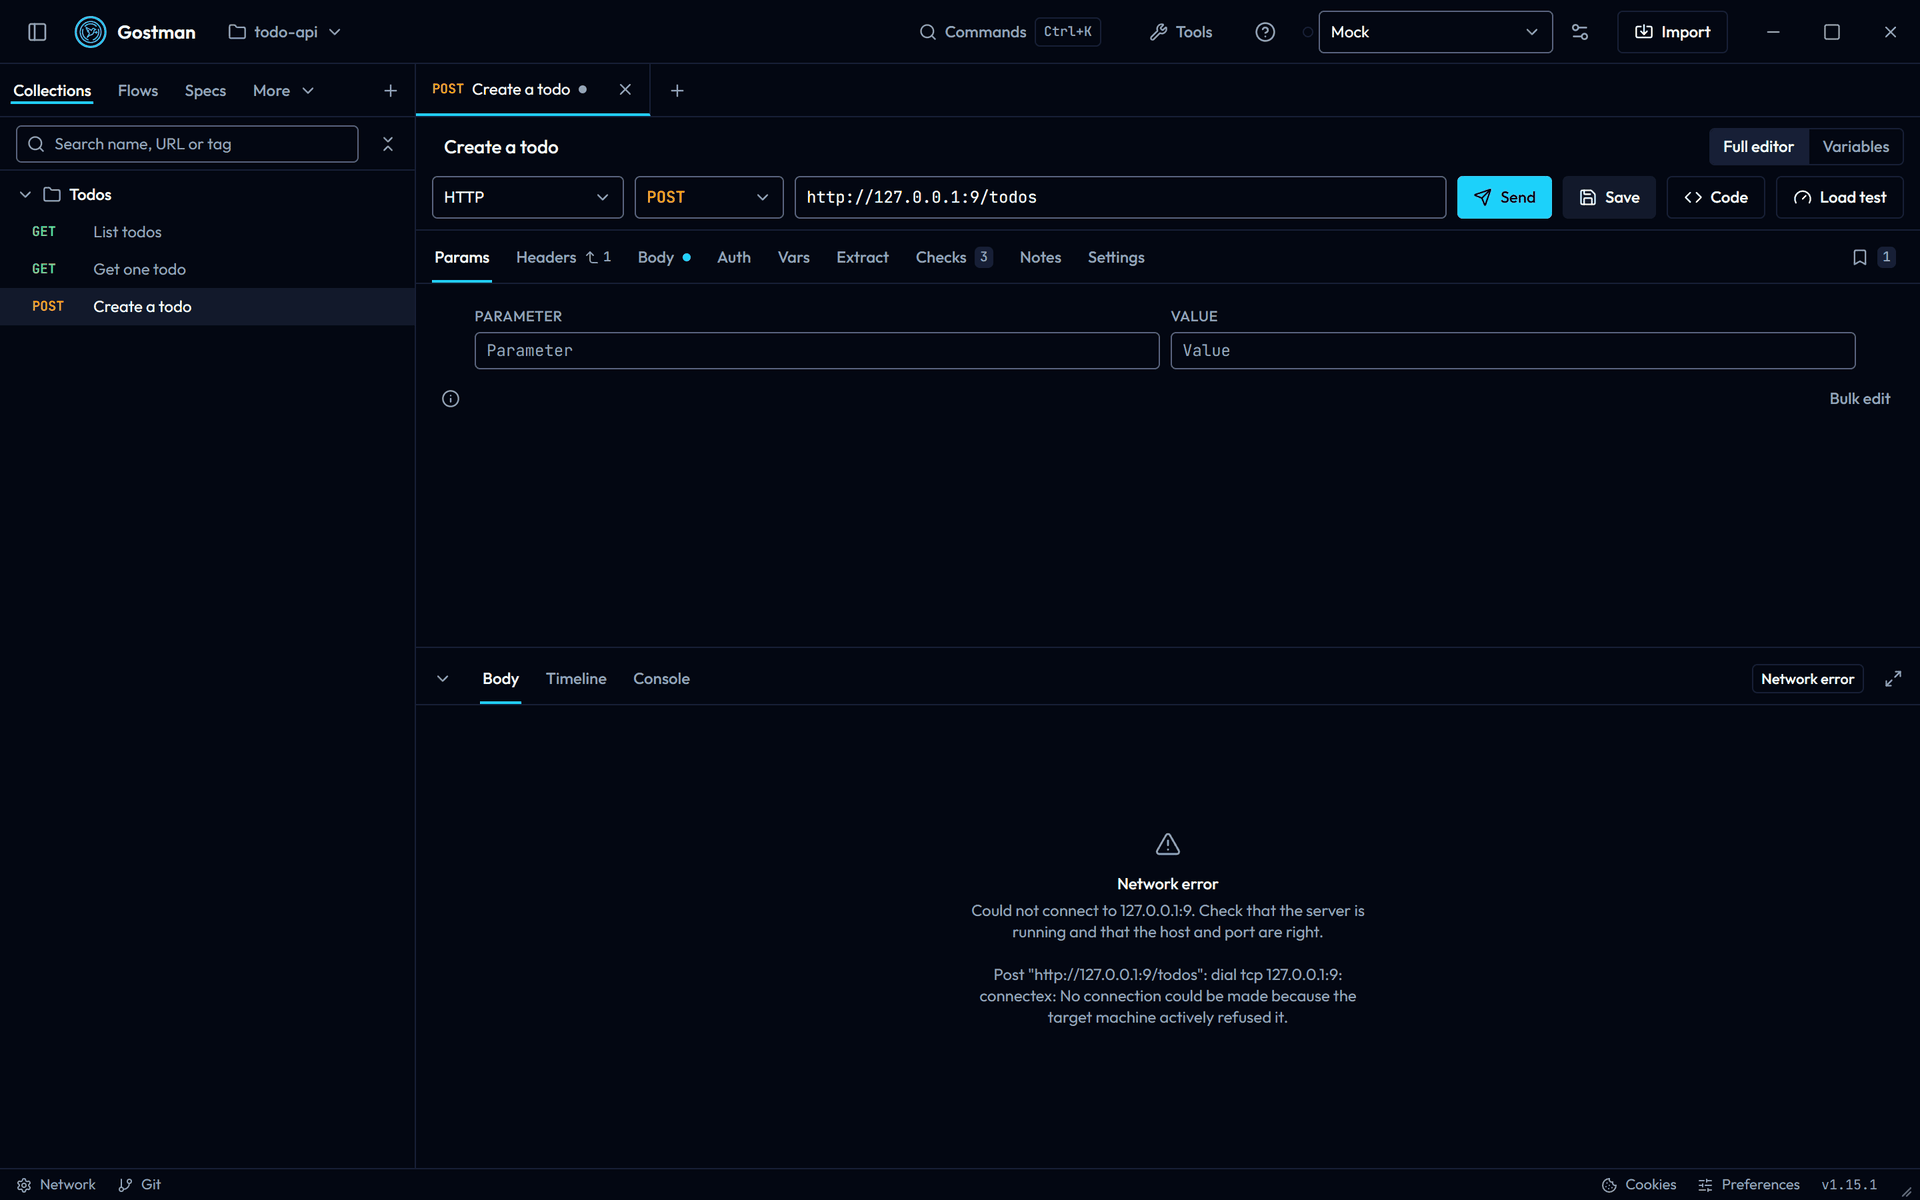 Gostman
todo-api
Commands Ctrl+K
Tools
Mock
Import
Collections Flows Specs More
POST Create a todo
Search name, URL or tag
Create a todo
Full editor Variables
Todos
GET List todos
GET Get one todo
POST Create a todo
HTTP POST http://127.0.0.1:9/todos Send Save Code Load test
Params Headers 1 Body Auth Vars Extract Checks 3 Notes Settings 1
PARAMETER VALUE
Parameter Value
Bulk edit
Body Timeline Console Network error
Network error
Could not connect to 127.0.0.1:9. Check that the server is
running and that the host and port are right.
Post "http://127.0.0.1:9/todos": dial tcp 127.0.0.1:9:
connectex: No connection could be made because the
target machine actively refused it.
Network Git Cookies Preferences v1.15.1